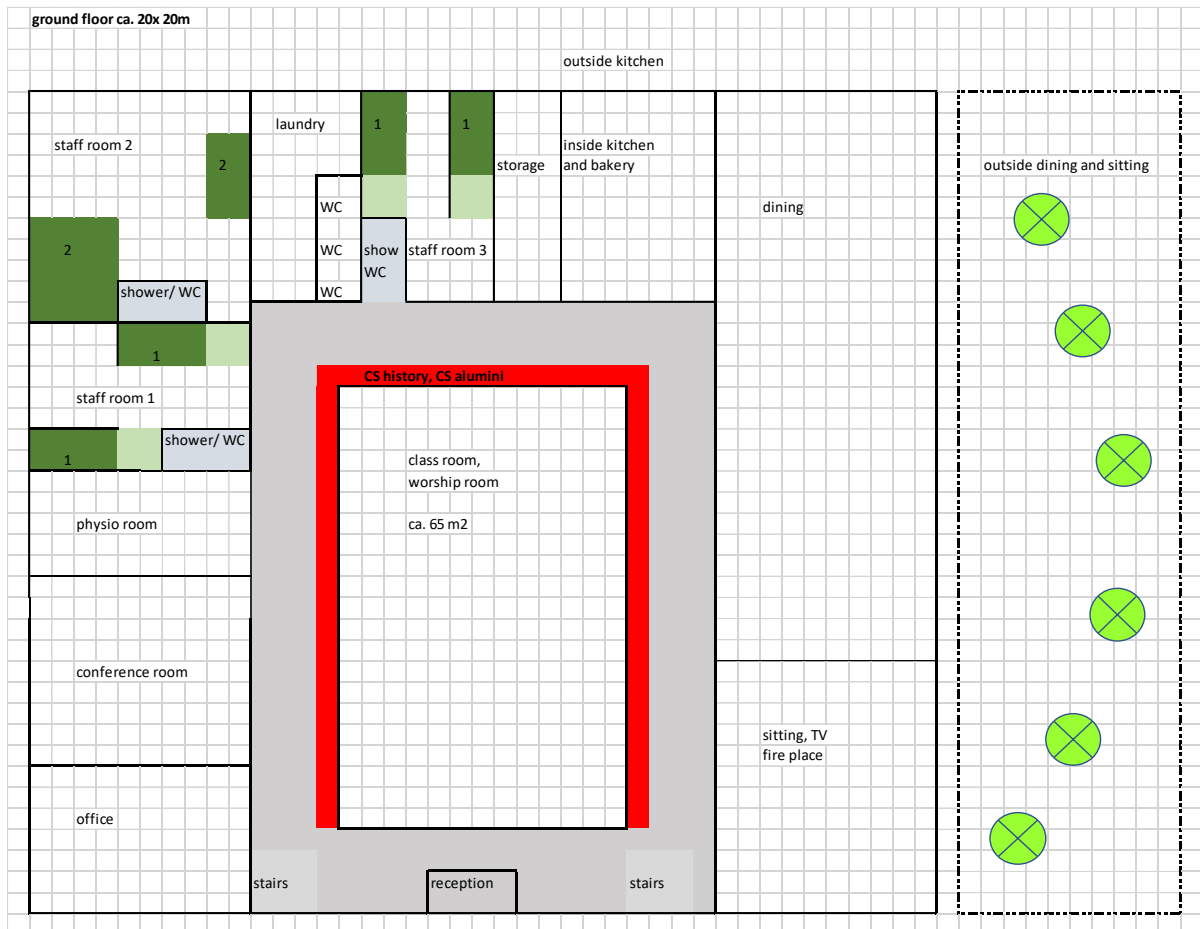 ground floor ca. 20x 20m
outside kitchen
laundry
1
1
staff room 2
2
storage
inside kitchen
and bakery
outside dining and sitting
WC
dining
2
WC
show
WC
staff room 3
shower/ WC
WC
1
CS history, CS alumini
staff room 1
shower/ WC
1
class room,
worship room
physio room
ca. 65 m2
conference room
sitting, TV
fire place
office
stairs
reception
stairs